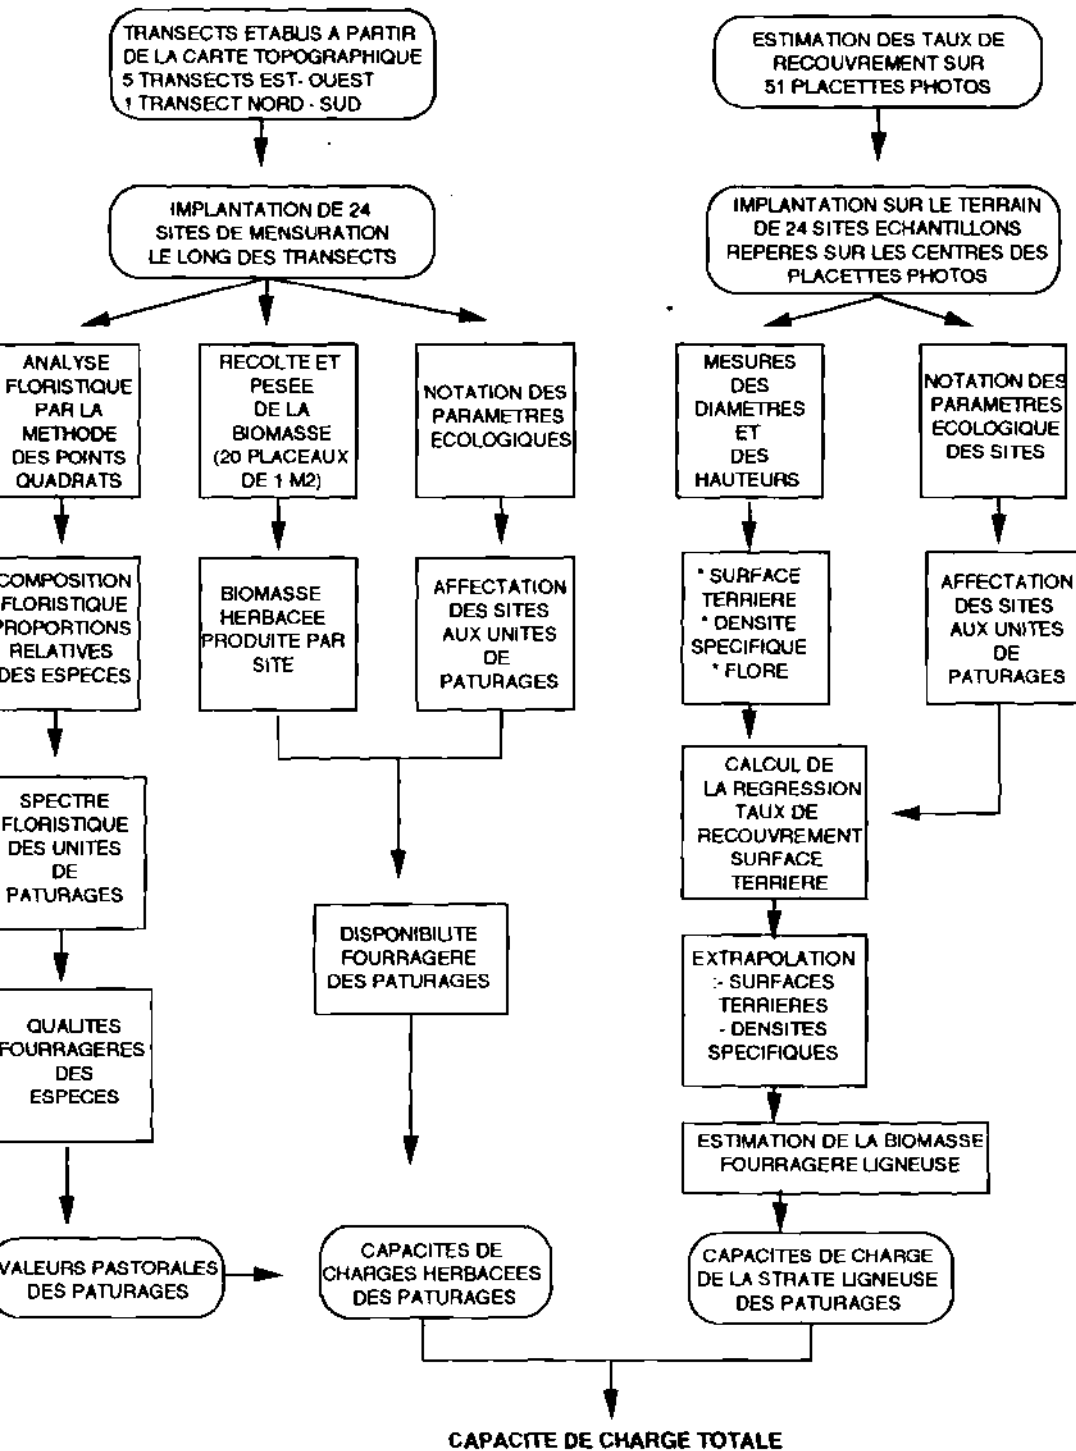 TRANSECTS ETABLIS A PARTIR
DE LA CARTE TOPOGRAPHIQUE
5 TRANSECTS EST- OUEST
1 TRANSECT NORD - SUD
ESTIMATION DES TAUX DE
RECOUVREMENT SUR
51 PLACETTES PHOTOS
IMPLANTATION DE 24
SITES DE MENSURATION
LE LONG DES TRANSECTS
IMPLANTATION SUR LE TERRAIN
DE 24 SITES ECHANTILLONS
REPERES SUR LES CENTRES DES
PLACETTES PHOTOS
ANALYSE
FLORISTIQUE
PAR LA
METHODE
DES POINTS
QUADRATS
RECOLTE ET
PESEE
DE LA
BIOMASSE
(20 PLACEAUX
DE 1 M2)
NOTATION DES
PARAMETRES
ECOLOGIQUES
MESURES
DES
DIAMETRES
ET
DES
HAUTEURS
NOTATION DES
PARAMETRES
ECOLOGIQUE
DES SITES
COMPOSITION
FLORISTIQUE
PROPORTIONS
RELATIVES
DES ESPECES
BIOMASSE
HERBACEE
PRODUITE PAR
SITE
AFFECTATION
DES SITES
AUX UNITES
DE
PATURAGES
* SURFACE
TERRIERE
* DENSITE
SPECIFIQUE
* FLORE
AFFECTATION
DES SITES
AUX UNITES
DE
PATURAGES
SPECTRE
FLORISTIQUE
DES UNITES
DE
PATURAGES
CALCUL DE
LA REGRESSION
TAUX DE
RECOUVREMENT
SURFACE
TERRIERE
DISPONIBILITE
FOURRAGERE
DES PATURAGES
EXTRAPOLATION
:- SURFACES
TERRIERES
- DENSITES
SPECIFIQUES
QUALITES
FOURRAGERES
DES
ESPECES
ESTIMATION DE LA BIOMASSE
FOURRAGERE LIGNEUSE
VALEURS PASTORALES
DES PATURAGES
CAPACITES DE
CHARGES HERBACEES
DES PATURAGES
CAPACITES DE CHARGE
DE LA STRATE LIGNEUSE
DES PATURAGES
CAPACITE DE CHARGE TOTALE